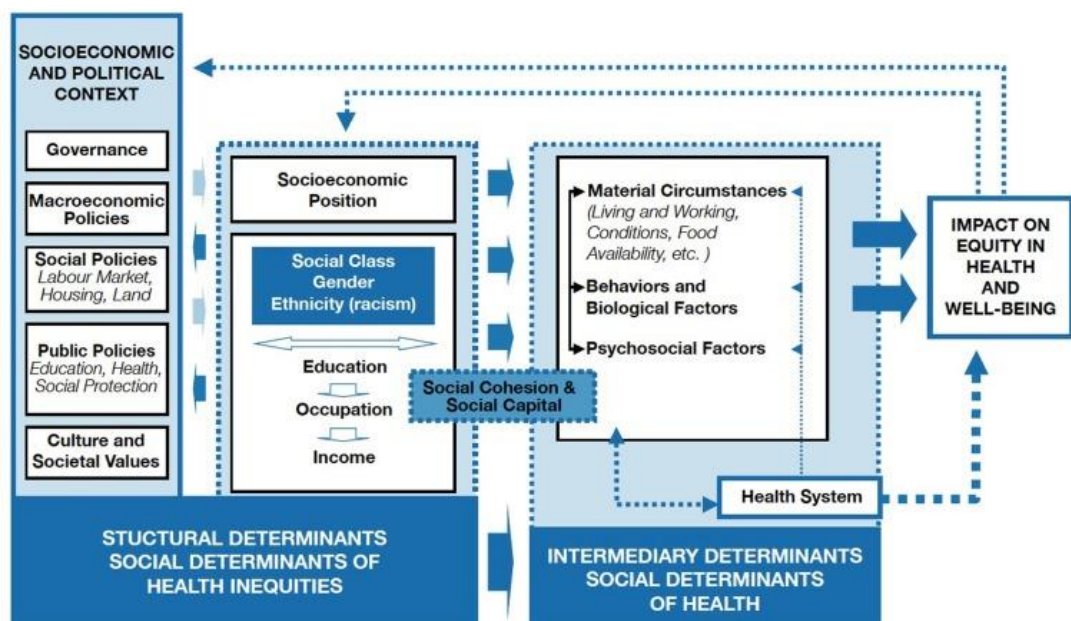 SOCIOECONOMIC
AND POLITICAL
CONTEXT
Governance
Macroeconomic
Policies
Social Policies
Labour Market,
Housing, Land
Public Policies
Education, Health,
Social Protection
Culture and
Societal Values
Socioeconomic
Position
Social Class
Gender
Ethnicity (racism)
Education
Occupation
Income
Social Cohesion &
Social Capital
Material Circumstances
(Living and Working,
Conditions, Food
Availability, etc. )
Behaviors and
Biological Factors
Psychosocial Factors
Health System
IMPACT ON
EQUITY IN
HEALTH
AND
WELL-BEING
STUCTURAL DETERMINANTS
SOCIAL DETERMINANTS OF
HEALTH INEQUITIES
INTERMEDIARY DETERMINANTS
SOCIAL DETERMINANTS
OF HEALTH